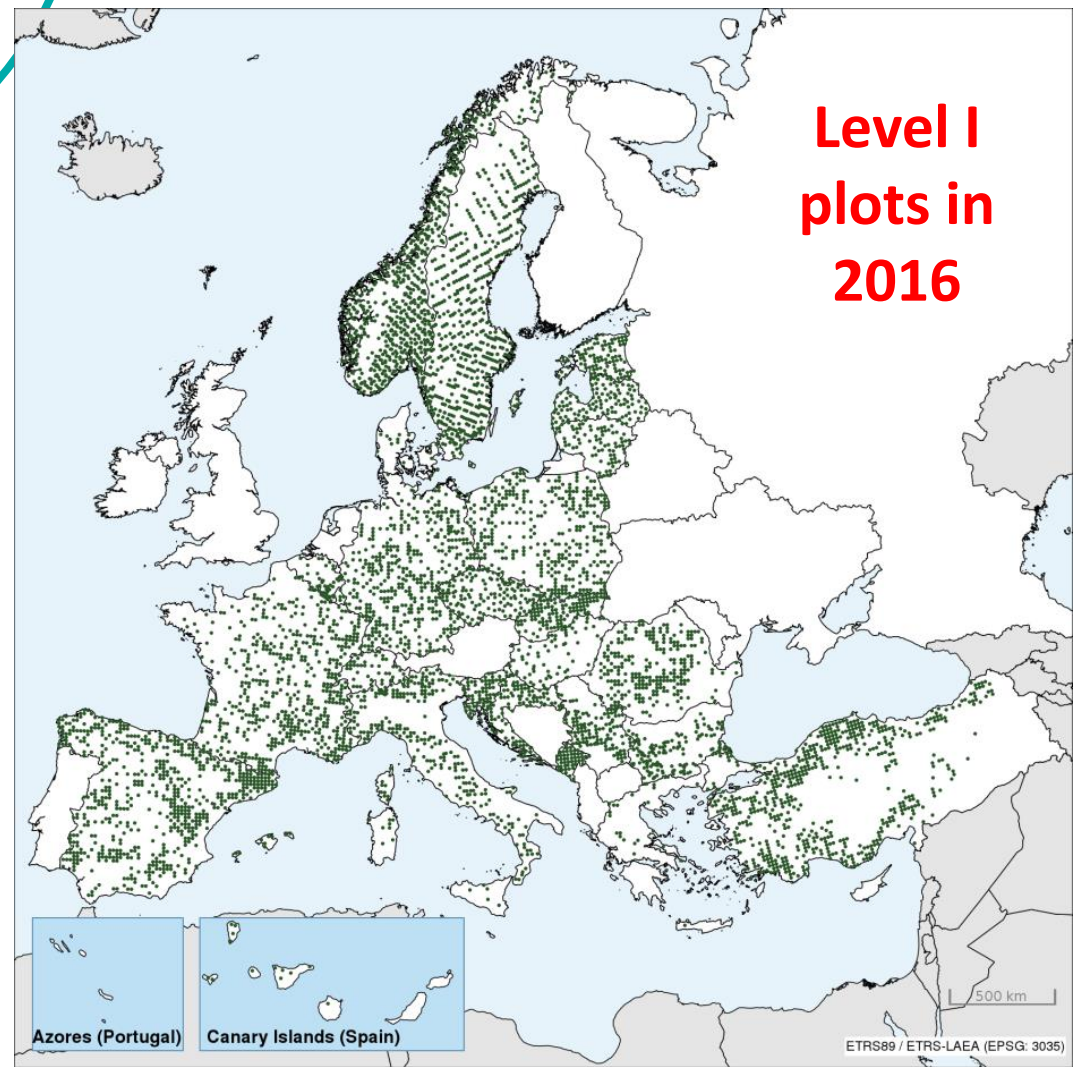 Level I
plots in
2016
500 km
Azores (Portugal)
Canary Islands (Spain)
ETRS89 / ETRS-LAEA (EPSG: 3035)